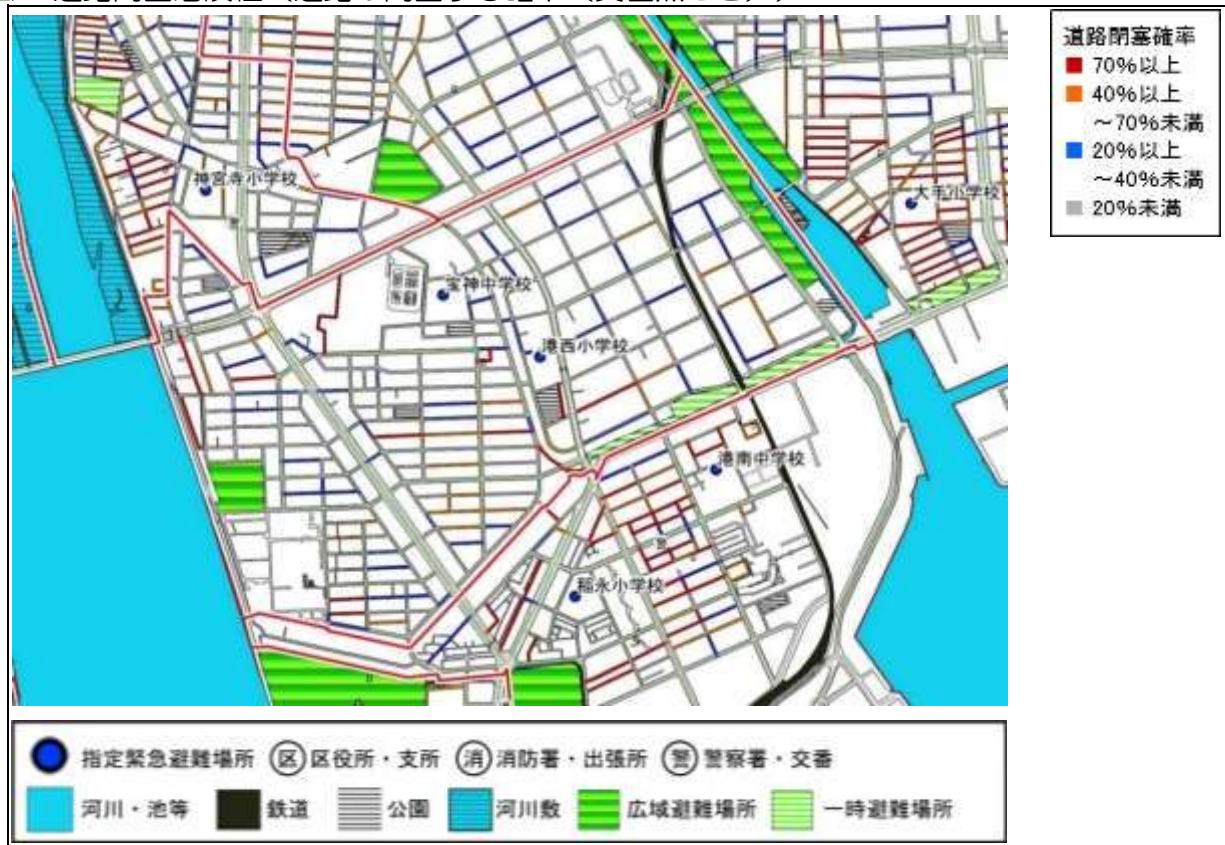 道路閉塞確率
70%以上
40%以上
～70%未満
20%以上
～40%未満
20%未満
神宮寺小学校
大手小学校
宝神中学校
港西小学校
港南中学校
稲永小学校
指定緊急避難場所 区 区役所・支所 消 消防署・出張所 警 警察署・交番
河川・池等 鉄道 公園 河川敷 広域避難場所 一時避難場所